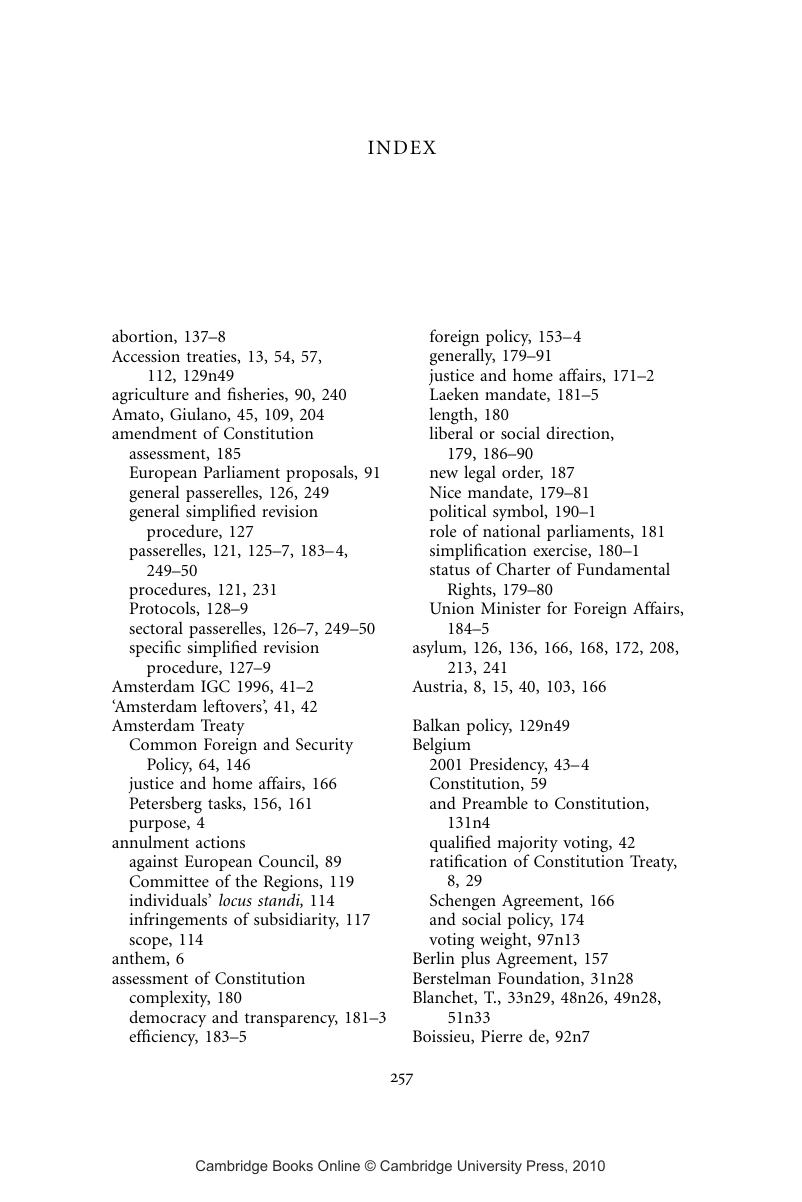 INDEX
abortion, 137–8
Accession treaties, 13, 54, 57,
112, 129n49
agriculture and fisheries, 90, 240
Amato, Giulano, 45, 109, 204
amendment of Constitution
assessment, 185
European Parliament proposals, 91
general passerelles, 126, 249
general simplified revision
procedure, 127
passerelles, 121, 125–7, 183–4,
249–50
procedures, 121, 231
Protocols, 128–9
sectoral passerelles, 126–7, 249–50
specific simplified revision
procedure, 127–9
Amsterdam IGC 1996, 41–2
‘Amsterdam leftovers’, 41, 42
Amsterdam Treaty
Common Foreign and Security
Policy, 64, 146
justice and home affairs, 166
Petersberg tasks, 156, 161
purpose, 4
annulment actions
against European Council, 89
Committee of the Regions, 119
individuals’ locus standi, 114
infringements of subsidiarity, 117
scope, 114
anthem, 6
assessment of Constitution
complexity, 180
democracy and transparency, 181–3
efficiency, 183–5
foreign policy, 153–4
generally, 179–91
justice and home affairs, 171–2
Laeken mandate, 181–5
length, 180
liberal or social direction,
179, 186–90
new legal order, 187
Nice mandate, 179–81
political symbol, 190–1
role of national parliaments, 181
simplification exercise, 180–1
status of Charter of Fundamental
Rights, 179–80
Union Minister for Foreign Affairs,
184–5
asylum, 126, 136, 166, 168, 172, 208,
213, 241
Austria, 8, 15, 40, 103, 166
Balkan policy, 129n49
Belgium
2001 Presidency, 43–4
Constitution, 59
and Preamble to Constitution,
131n4
qualified majority voting, 42
ratification of Constitution Treaty,
8, 29
Schengen Agreement, 166
and social policy, 174
voting weight, 97n13
Berlin plus Agreement, 157
Berstelman Foundation, 31n28
Blanchet, T., 33n29, 48n26, 49n28,
51n33
Boissieu, Pierre de, 92n7
257
Cambridge Books Online © Cambridge University Press, 2010